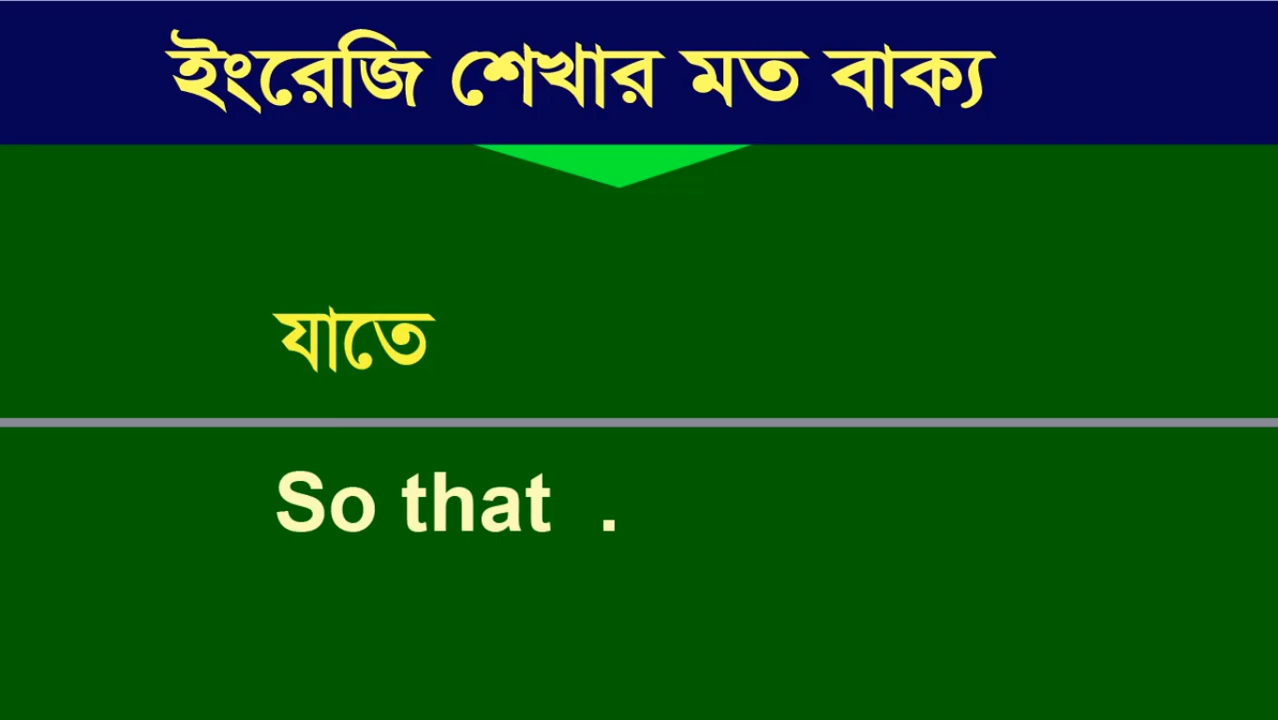 ইংরেজি শেখার মত বাক্য
যাতে
So that .